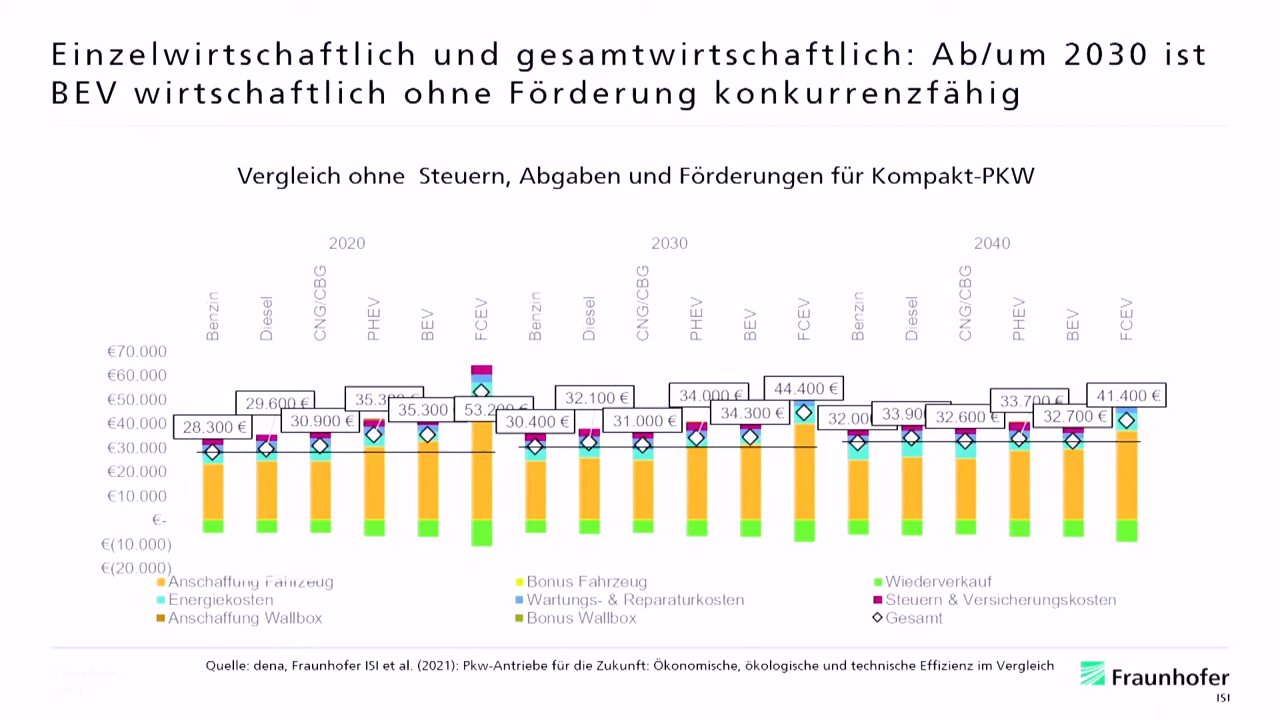 Einzelwirtschaftlich und gesamtwirtschaftlich: Ab/um 2030 ist
BEV wirtschaftlich ohne Förderung konkurrenzfähig
Vergleich ohne Steuern, Abgaben und Förderungen für Kompakt-PKW
2020 2030 2040
Benzin Diesel CNG/CBG PHEV BEV FCEV Benzin Diesel CNG/CBG PHEV BEV FCEV Benzin Diesel CNG/CBG PHEV BEV FCEV
€70.000
€60.000
€50.000
€40.000
€30.000
€20.000
€10.000
€-
€(10.000)
€(20.000)
28.300 € 29.600 € 30.900 € 35.300 53.200 € 30.400 € 32.100 € 31.000 € 34.000 € 34.300 € 44.400 € 32.600 € 33.700 € 32.700 € 41.400 €
Anschaffung Fahrzeug Bonus Fahrzeug Wiederverkauf
Energiekosten Wartungs- & Reparaturkosten Steuern & Versicherungskosten
Anschaffung Wallbox Bonus Wallbox Gesamt
Quelle: dena, Fraunhofer ISI et al. (2021): Pkw-Antriebe für die Zukunft: Ökonomische, ökologische und technische Effizienz im Vergleich
Fraunhofer
ISI